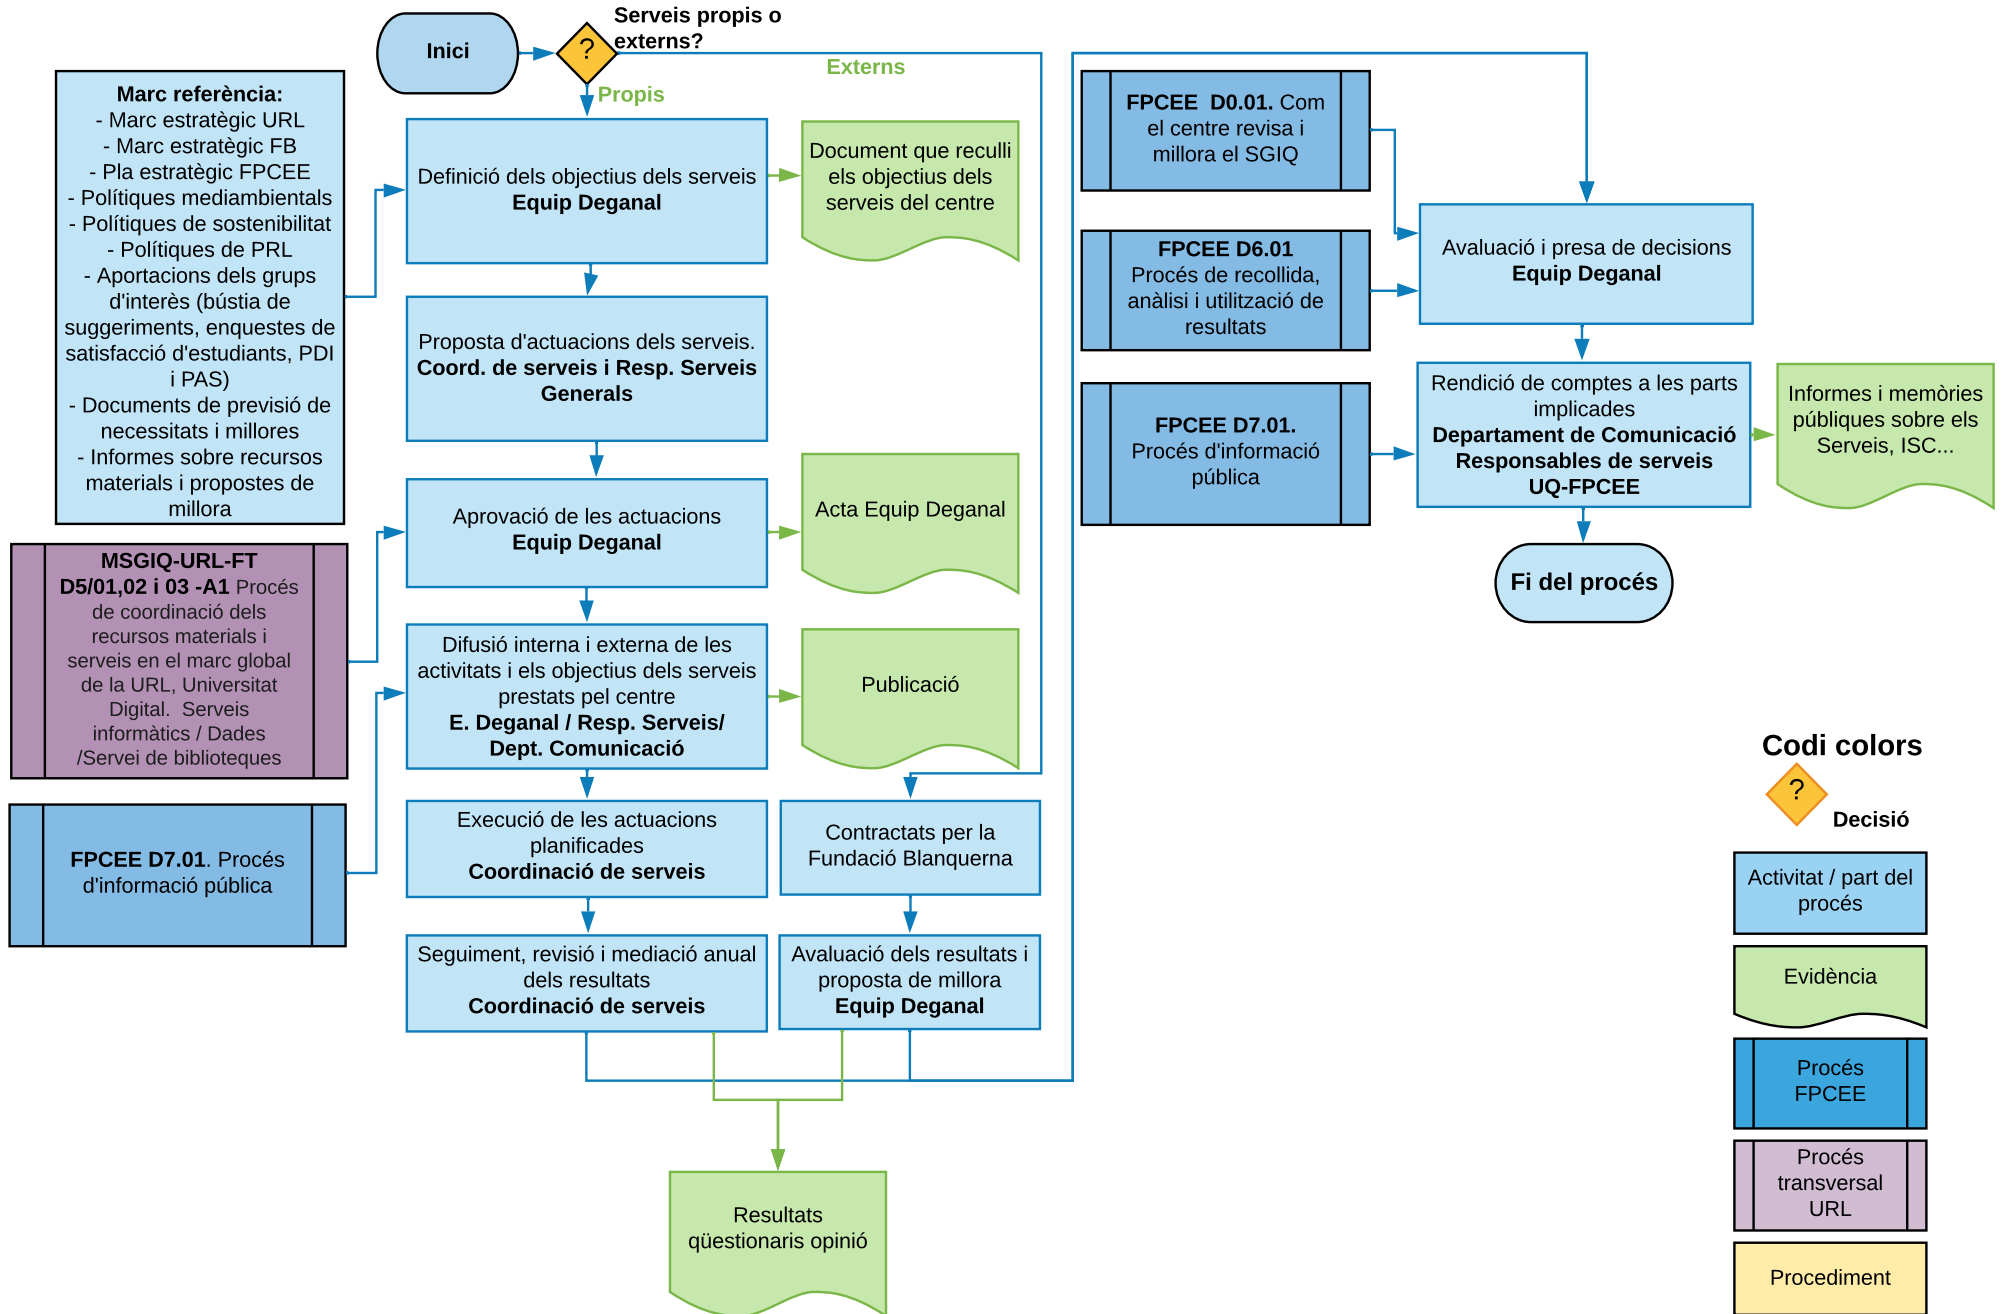 Serveis propis o
externs?
Inici
?
Externs
Propis
Marc referència:
- Marc estratègic URL
- Marc estratègic FB
- Pla estratègic FPCEE
- Polítiques mediambientals
- Polítiques de sostenibilitat
- Polítiques de PRL
- Aportacions dels grups
d'interès (bústia de
suggeriments, enquestes de
satisfacció d'estudiants, PDI
i PAS)
- Documents de previsió de
necessitats i millores
- Informes sobre recursos
materials i propostes de
millora
MSGIQ-URL-FT
D5/01,02 i 03 -A1 Procés
de coordinació dels
recursos materials i
serveis en el marc global
de la URL, Universitat
Digital. Serveis
informàtics / Dades
/Servei de biblioteques
FPCEE D7.01. Procés
d'informació pública
Definició dels objectius dels serveis
Equip Deganal
Document que reculli
els objectius dels
serveis del centre
Proposta d'actuacions dels serveis.
Coord. de serveis i Resp. Serveis
Generals
Aprovació de les actuacions
Equip Deganal
Acta Equip Deganal
Difusió interna i externa de les
activitats i els objectius dels serveis
prestats pel centre
E. Deganal / Resp. Serveis/
Dept. Comunicació
Publicació
Execució de les actuacions
planificades
Coordinació de serveis
Contractats per la
Fundació Blanquerna
Seguiment, revisió i mediació anual
dels resultats
Coordinació de serveis
Avaluació dels resultats i
proposta de millora
Equip Deganal
Resultats
qüestionaris opinió
FPCEE D0.01. Com
el centre revisa i
millora el SGIQ
FPCEE D6.01
Procés de recollida,
anàlisi i utilització de
resultats
FPCEE D7.01.
Procés d'informació
pública
Avaluació i presa de decisions
Equip Deganal
Rendició de comptes a les parts
implicades
Departament de Comunicació
Responsables de serveis
UQ-FPCEE
Informes i memòries
públiques sobre els
Serveis, ISC...
Fi del procés
Codi colors
?
Decisió
Activitat / part del
procés
Evidència
Procés
FPCEE
Procés
transversal
URL
Procediment